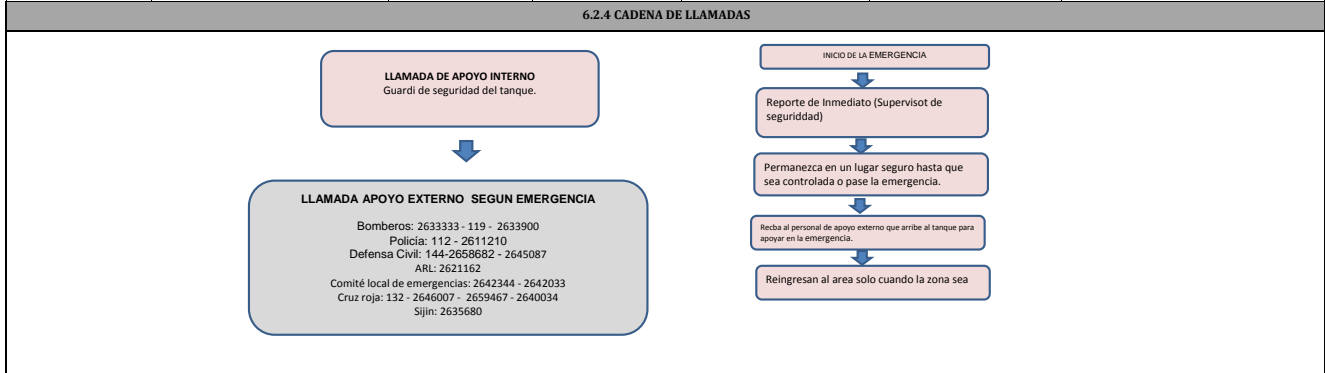 6.2.4 CADENA DE LLAMADAS
LLAMADA DE APOYO INTERNO
Guardi de seguridad del tanque.
LLAMADA APOYO EXTERNO SEGUN EMERGENCIA
Bomberos: 2633333 - 119 - 2633900
Policía: 112 - 2611210
Defensa Civil: 144-2658682 - 2645087
ARL: 2621162
Comité local de emergencias: 2642344 - 2642033
Cruz roja: 132 - 2646007 - 2659467 - 2640034
Sijin: 2635680
INICIO DE LA EMERGENCIA
Reporte de Inmediato (Supervisot de
seguriddad)
Permanezca en un lugar seguro hasta que
sea controlada o pase la emergencia.
Recba al personal de apoyo externo que arribe al tanque para
apoyar en la emergencia.
Reingresan al area solo cuando la zona sea